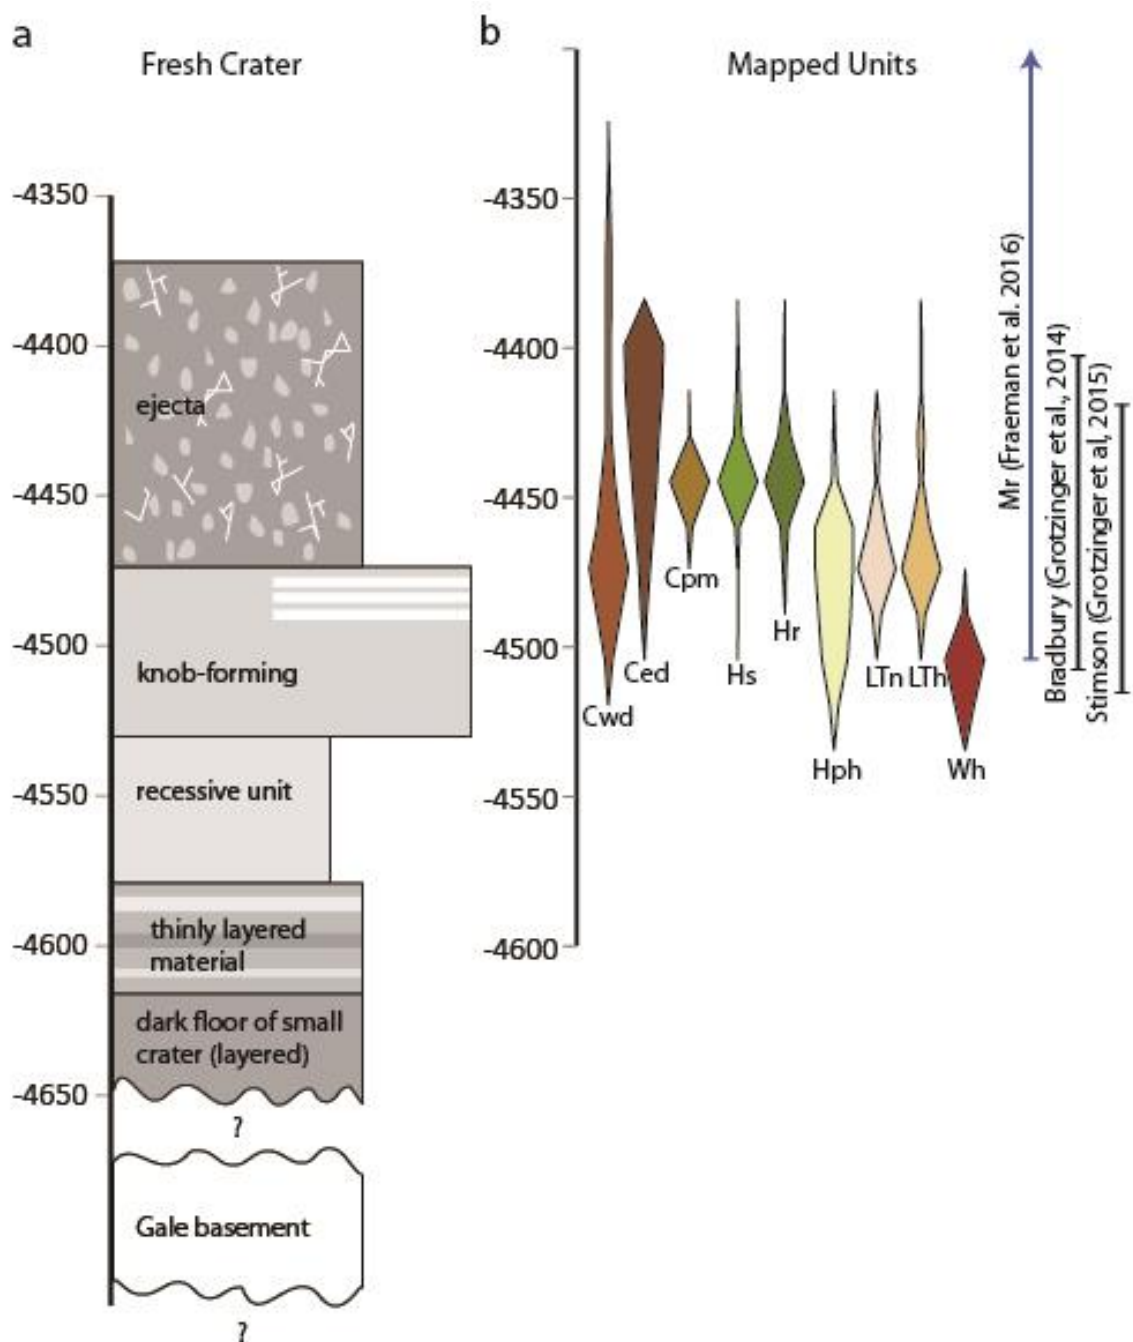 a
Fresh Crater
-4350
-4400
-4450
-4500
-4550
-4600
-4650
ejecta
knob-forming
recessive unit
thinly layered
material
dark floor of small
crater (layered)
?
Gale basement
?
b
Mapped Units
-4350
-4400
-4450
-4500
-4550
-4600
Cwd
Ced
Cpm
Hs
Hr
Hph
LTn
LTh
Wh
Mr (Fraeman et al. 2016)
Bradbury (Grotzinger et al., 2014)
Stimson (Grotzinger et al, 2015)